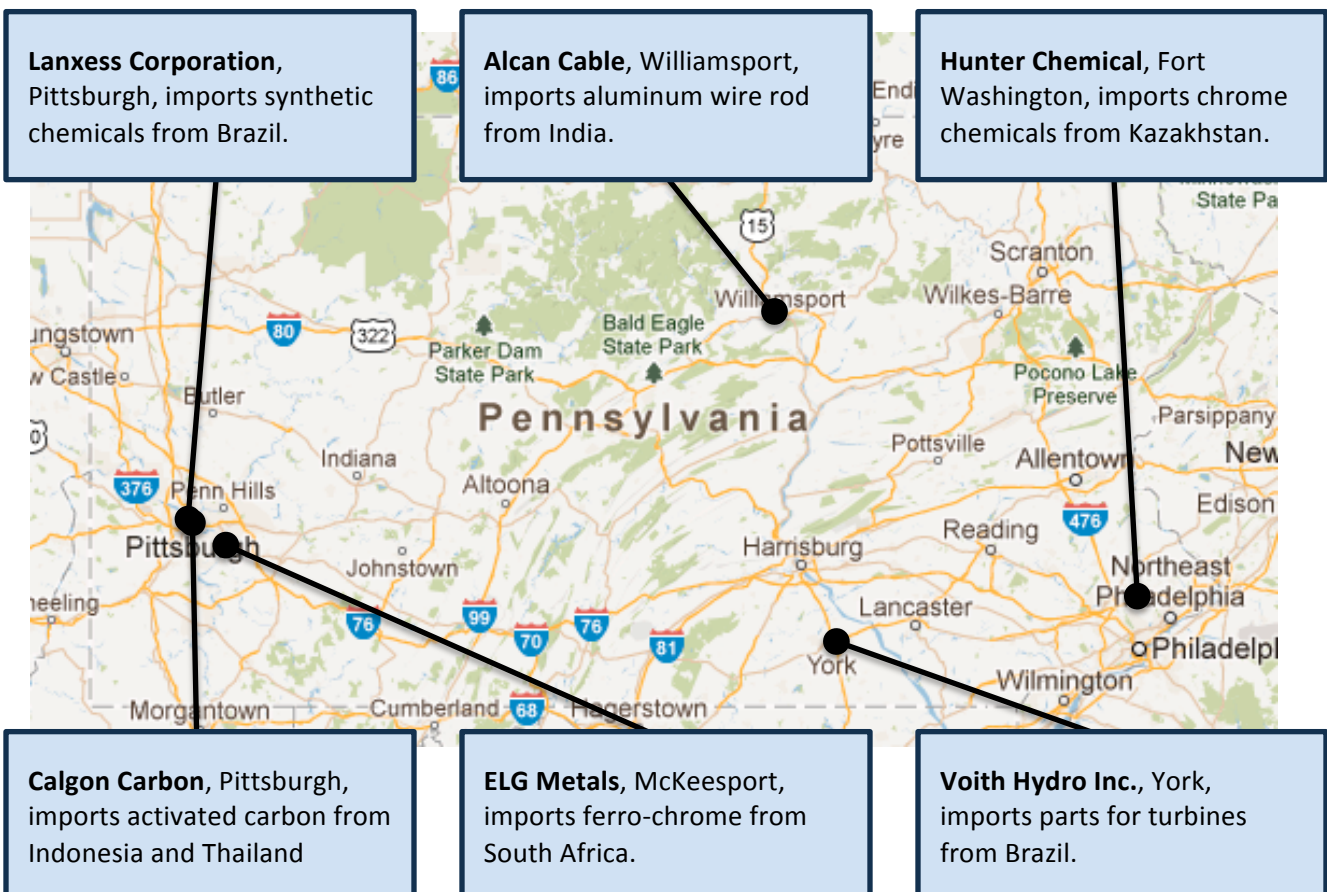 Lanxess Corporation,
Pittsburgh, imports synthetic
chemicals from Brazil.
Alcan Cable, Williamsport,
imports aluminum wire rod
from India.
Hunter Chemical, Fort
Washington, imports chrome
chemicals from Kazakhstan.
86
Endi
yre
State Pa
15
Scranton
Williamsport
Wilkes-Barre
ungstown
80
322
Parker Dam
State Park
Bald Eagle
State Park
w Castle
Butler
Pocono Lake
Preserve
Pennsylvania
Parsippany
Pottsville
Indiana
Allentown
New
376
Penn Hills
Altoona
Edison
476
Reading
Pittsburgh
Harrisburg
Johnstown
Northeast
Philadelphia
heeling
76
99
70
76
81
Lancaster
York
Philadelpl
Wilmington
Morgantown
Cumberland
68
Hagerstown
Calgon Carbon, Pittsburgh,
imports activated carbon from
Indonesia and Thailand
ELG Metals, McKeesport,
imports ferro-chrome from
South Africa.
Voith Hydro Inc., York,
imports parts for turbines
from Brazil.